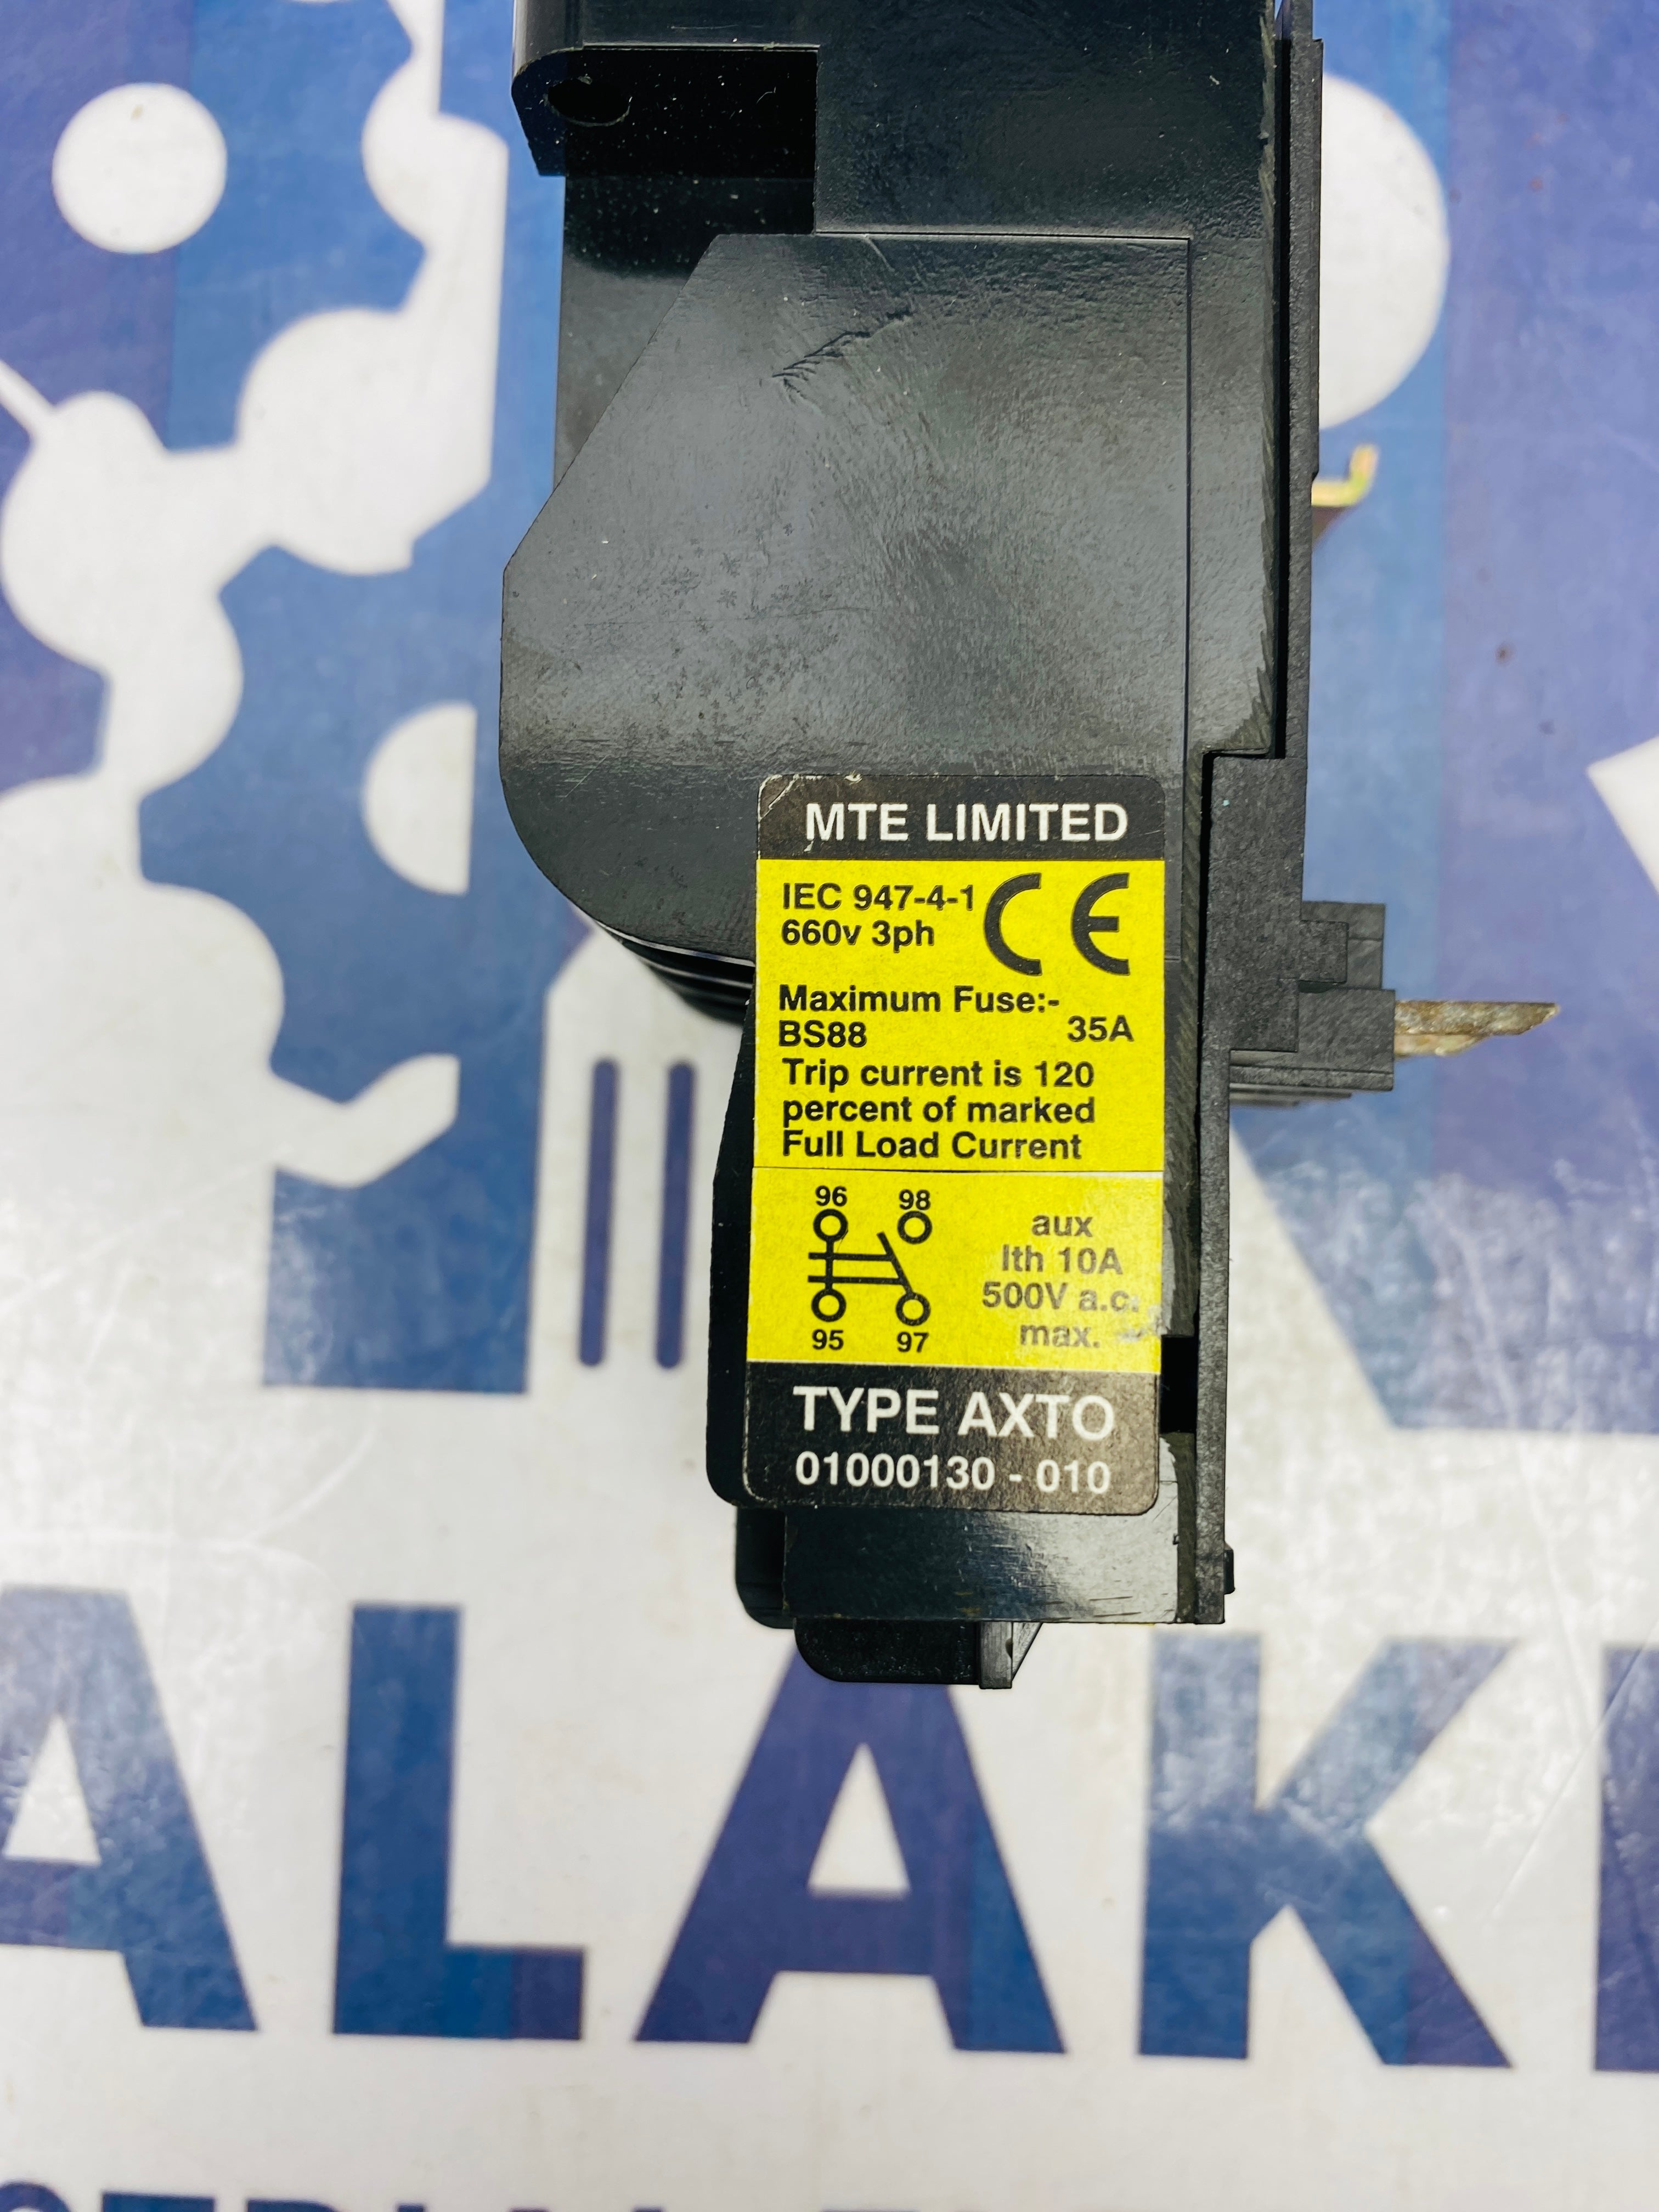 MTE LIMITED
IEC 947-4-1
660v 3ph
CE
Maximum Fuse:-
BS88 35A
Trip current is 120
percent of marked
Full Load Current
96 98
95 97
aux
Ith 10A
500V a.c.
max.
TYPE AXTO
01000130 - 010
ALAK